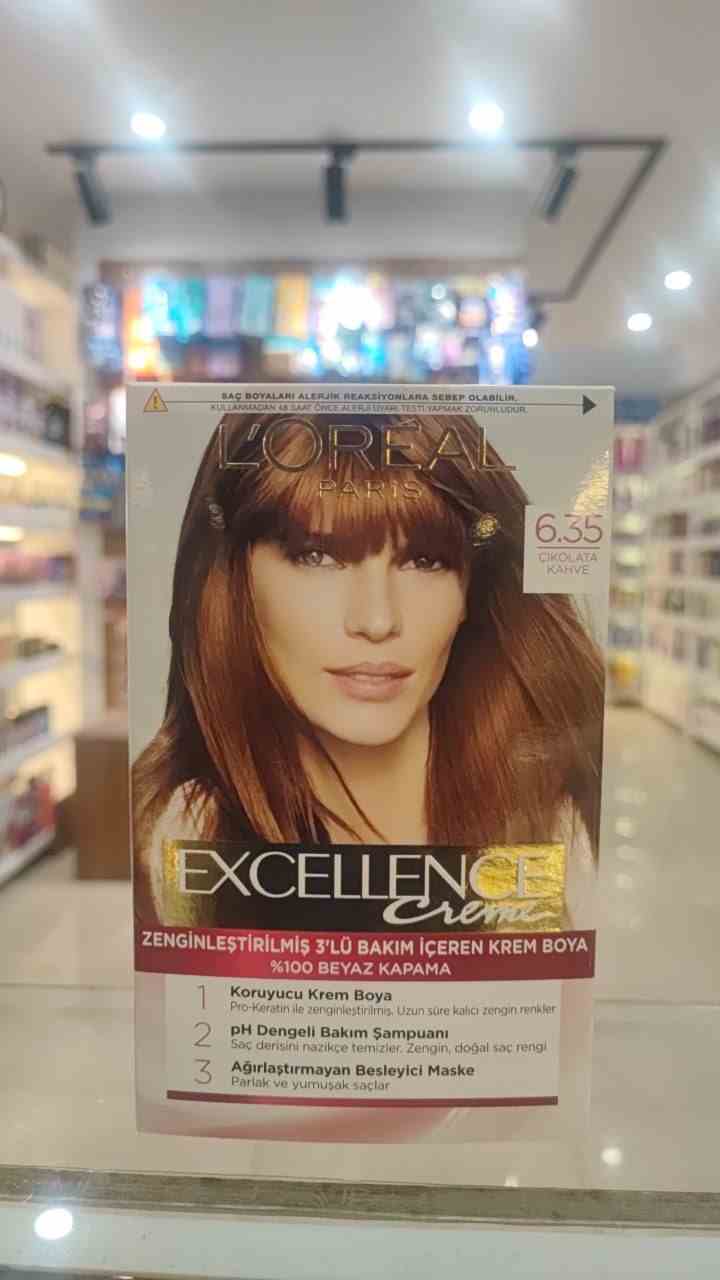 SAÇ BOYALARI ALERJİK REAKSİYONLARA SEBEP OLABİLİR.
KULLANMADAN 48 SAAT ÖNCE ALERJİ UYARI TESTİ YAPMAK ZORUNLUDUR.
L'ORÉAL
PARIS
6.35
ÇİKOLATA
KAHVE
EXCELLENCE
Creme
ZENGİNLEŞTİRİLMİŞ 3'LÜ BAKIM İÇEREN KREM BOYA
%100 BEYAZ KAPAMA
1 Koruyucu Krem Boya
Pro-Keratin ile zenginleştirilmiş. Uzun süre kalıcı zengin renkler
2 pH Dengeli Bakım Şampuanı
Saç derisini nazikçe temizler. Zengin, doğal saç rengi
3 Ağırlaştırmayan Besleyici Maske
Parlak ve yumuşak saçlar